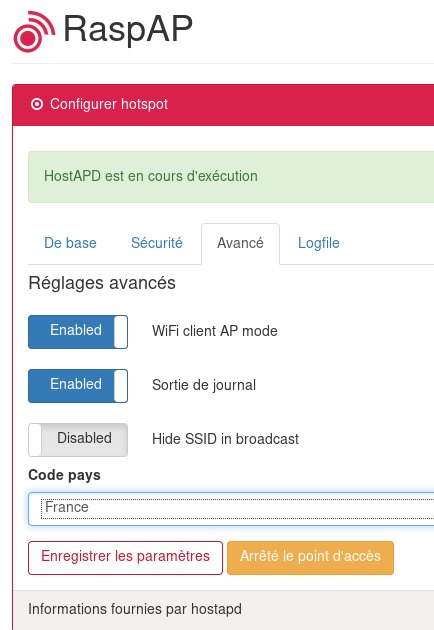 RaspAP
Configurer hotspot
HostAPD est en cours d'exécution
De base Sécurité Avancé Logfile
Réglages avancés
Enabled WiFi client AP mode
Enabled Sortie de journal
Disabled Hide SSID in broadcast
Code pays
France
Enregistrer les paramètres Arrêté le point d'accès
Informations fournies par hostapd